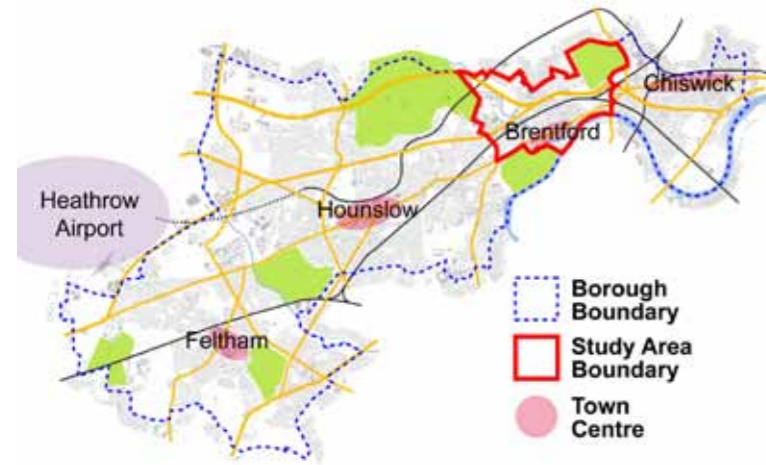 Chiswick
Brentford
Heathrow
Airport
Hounslow
Feltham
Borough
Boundary
Study Area
Boundary
Town
Centre